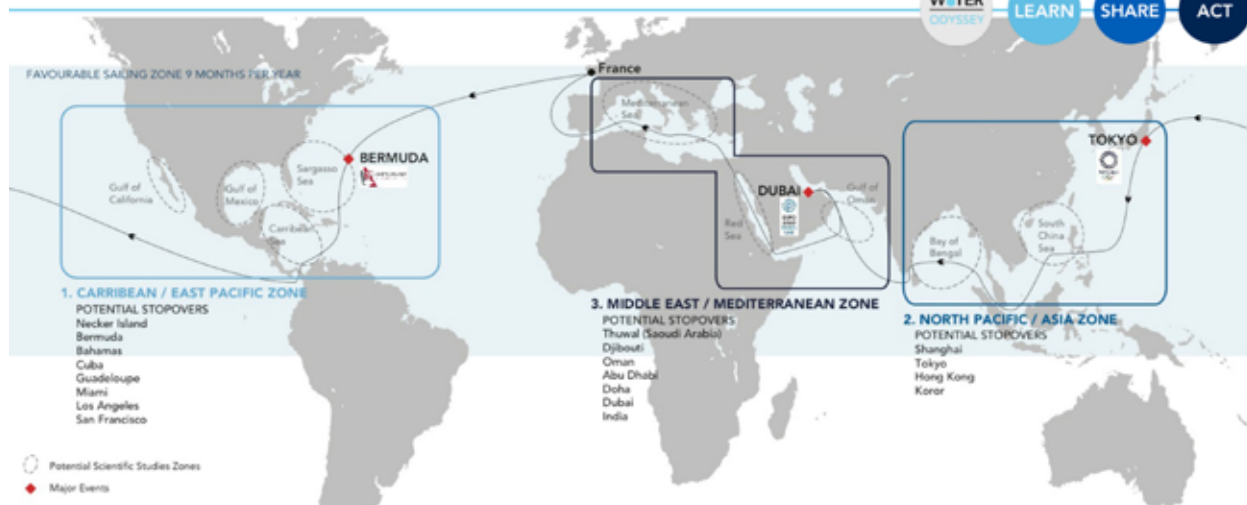 WATER
ODYSSEY
LEARN
SHARE
ACT
FAVOURABLE SAILING ZONE 9 MONTHS PER YEAR
France
Mediterranean
Sea
BERMUDA
Sargasso
Sea
Gulf of
California
Gulf of
Mexico
Carribean
Sea
DUBAI
Gulf of
Oman
Red
Sea
TOKYO
Bay of
Bengal
South
China
Sea
1. CARRIBEAN / EAST PACIFIC ZONE
POTENTIAL STOPOVERS
Necker Island
Bermuda
Bahamas
Cuba
Guadeloupe
Miami
Los Angeles
San Francisco
3. MIDDLE EAST / MEDITERRANEAN ZONE
POTENTIAL STOPOVERS
Thuwal (Saoudi Arabia)
Djibouti
Oman
Abu Dhabi
Doha
Dubai
India
2. NORTH PACIFIC / ASIA ZONE
POTENTIAL STOPOVERS
Shanghai
Tokyo
Hong Kong
Koror
Potential Scientific Studies Zones
Major Events